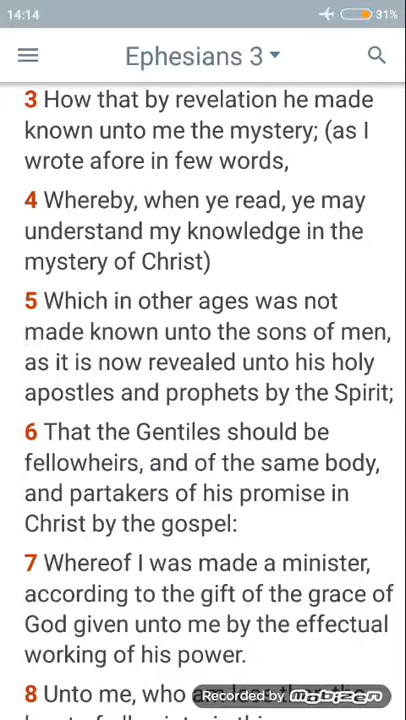 14:14
31%
Ephesians 3
3 How that by revelation he made
known unto me the mystery; (as I
wrote afore in few words,
4 Whereby, when ye read, ye may
understand my knowledge in the
mystery of Christ)
5 Which in other ages was not
made known unto the sons of men,
as it is now revealed unto his holy
apostles and prophets by the Spirit;
6 That the Gentiles should be
fellowheirs, and of the same body,
and partakers of his promise in
Christ by the gospel:
7 Whereof I was made a minister,
according to the gift of the grace of
God given unto me by the effectual
working of his power.
8 Unto me, who
Recorded by mobizen